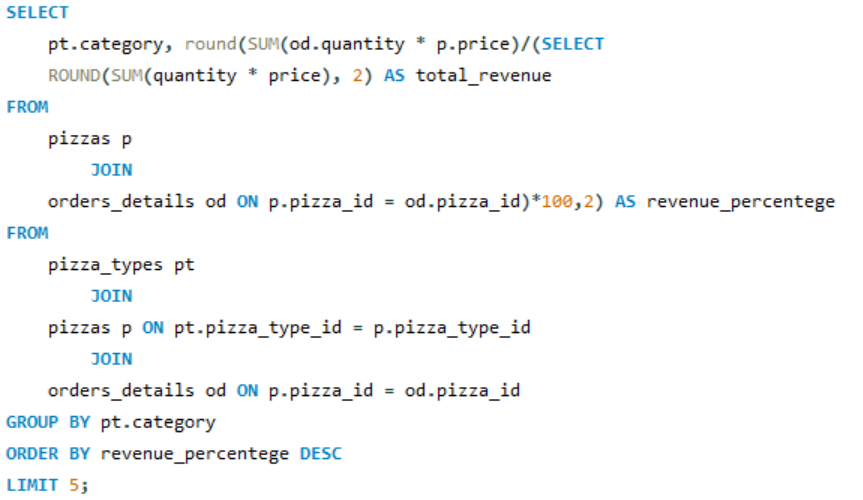 SELECT
pt.category, round(SUM(od.quantity * p.price)/(SELECT
ROUND(SUM(quantity * price), 2) AS total_revenue
FROM
pizzas p
JOIN
orders_details od ON p.pizza_id = od.pizza_id)*100,2) AS revenue_percentege
FROM
pizza_types pt
JOIN
pizzas p ON pt.pizza_type_id = p.pizza_type_id
JOIN
orders_details od ON p.pizza_id = od.pizza_id
GROUP BY pt.category
ORDER BY revenue_percentege DESC
LIMIT 5;